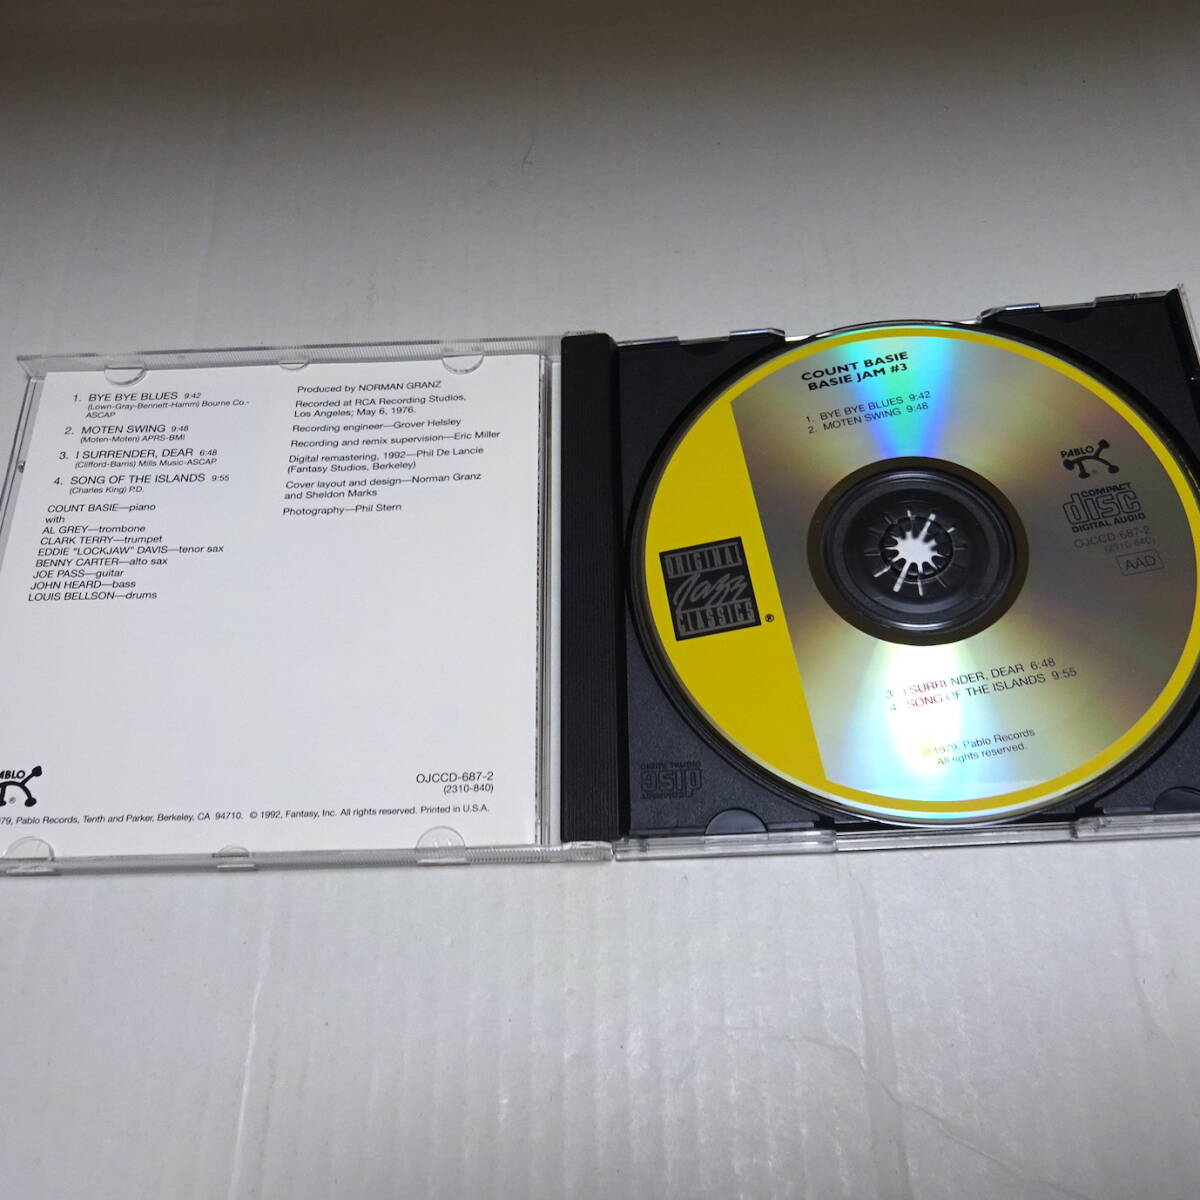 1. BYE BYE BLUES 9:42
(Lown-Gray-Bennett-Hamm) Bourne Co.-
ASCAP
2. MOTEN SWING 9:48
(Moten-Moten) APRS-BMI
3. I SURRENDER, DEAR 6:48
(Clifford-Barris) Mills Music-ASCAP
4. SONG OF THE ISLANDS 9:55
(Charles King) P.D.
COUNT BASIE—piano
with
AL GREY—trombone
CLARK TERRY—trumpet
EDDIE "LOCKJAW" DAVIS—tenor sax
BENNY CARTER—alto sax
JOE PASS—guitar
JOHN HEARD—bass
LOUIS BELLSON—drums
Produced by NORMAN GRANZ
Recorded at RCA Recording Studios,
Los Angeles; May 6, 1976.
Recording engineer—Grover Helsley
Recording and remix supervision—Eric Miller
Digital remastering, 1992—Phil De Lancie
(Fantasy Studios, Berkeley)
Cover layout and design—Norman Granz
and Sheldon Marks
Photography—Phil Stern
ABLO
®
OJCCD-687-2
(2310-840)
979, Pablo Records, Tenth and Parker, Berkeley, CA 94710. © 1992, Fantasy, Inc. All rights reserved. Printed in U.S.A.
COUNT BASIE
BASIE JAM #3
1. BYE BYE BLUES 9:42
2. MOTEN SWING 9:48
PABLO
®
COMPACT
disc
DIGITAL AUDIO
OJCCD-687-2
(2310-840)
AAD
ORIGINAL
Jazz
CLASSICS
®
3. I SURRENDER, DEAR 6:48
4. SONG OF THE ISLANDS 9:55
℗ 1979, Pablo Records
All rights reserved.
COMPACT
disc
DIGITAL AUDIO